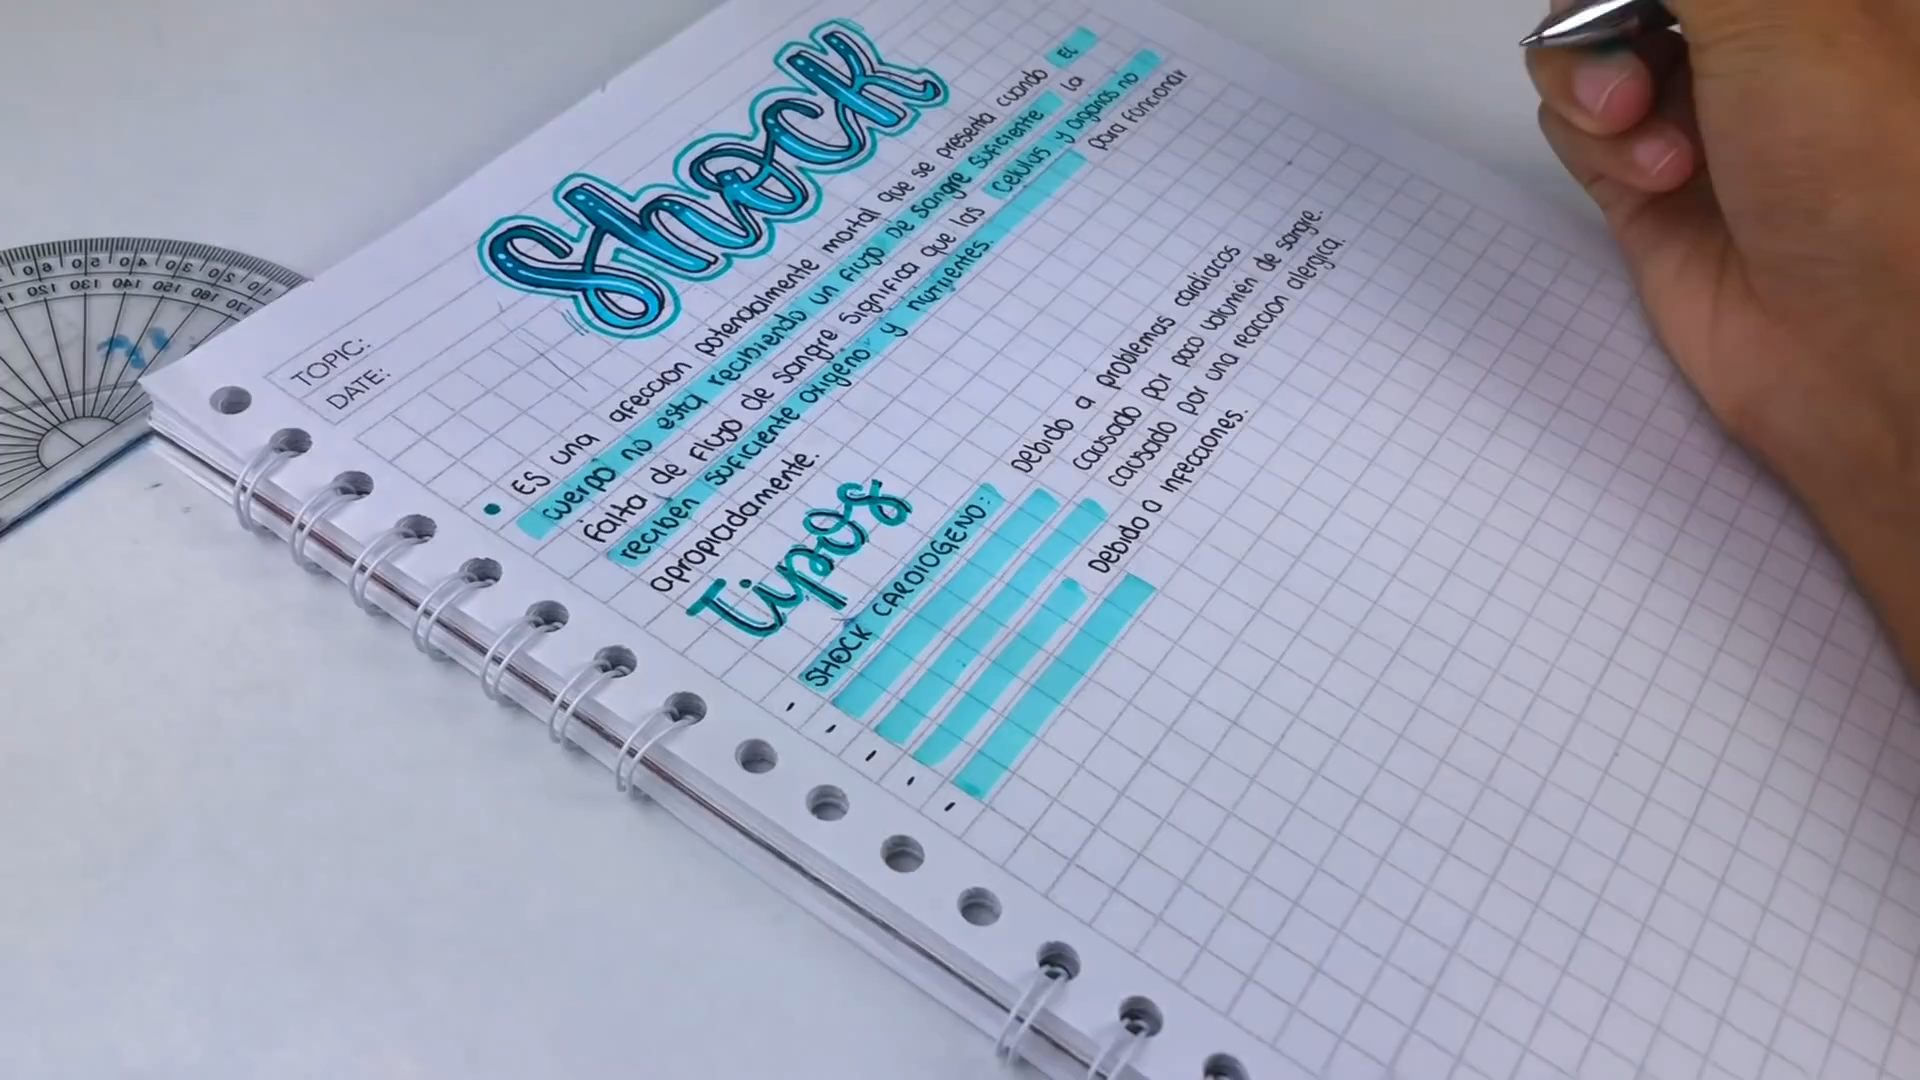 Shock
TOPIC:
DATE:
ES una afección potencialmente mortal que se presenta cuando el
cuerpo no está recibiendo un flujo de sangre suficiente la
falta de flujo de sangre significa que las celulas y organos no
reciben suficiente oxigeno y nutrientes. para funcionar
apropiadamente.
Tipos
SHOCK CARDIOGENO: Debido a problemas cardiacos
causado por poco volumen de sangre.
causado por una reaccion alergica.
Debido a infecciones.
0 10 20 30 40 50 60
180 170 160 150 140 130 120